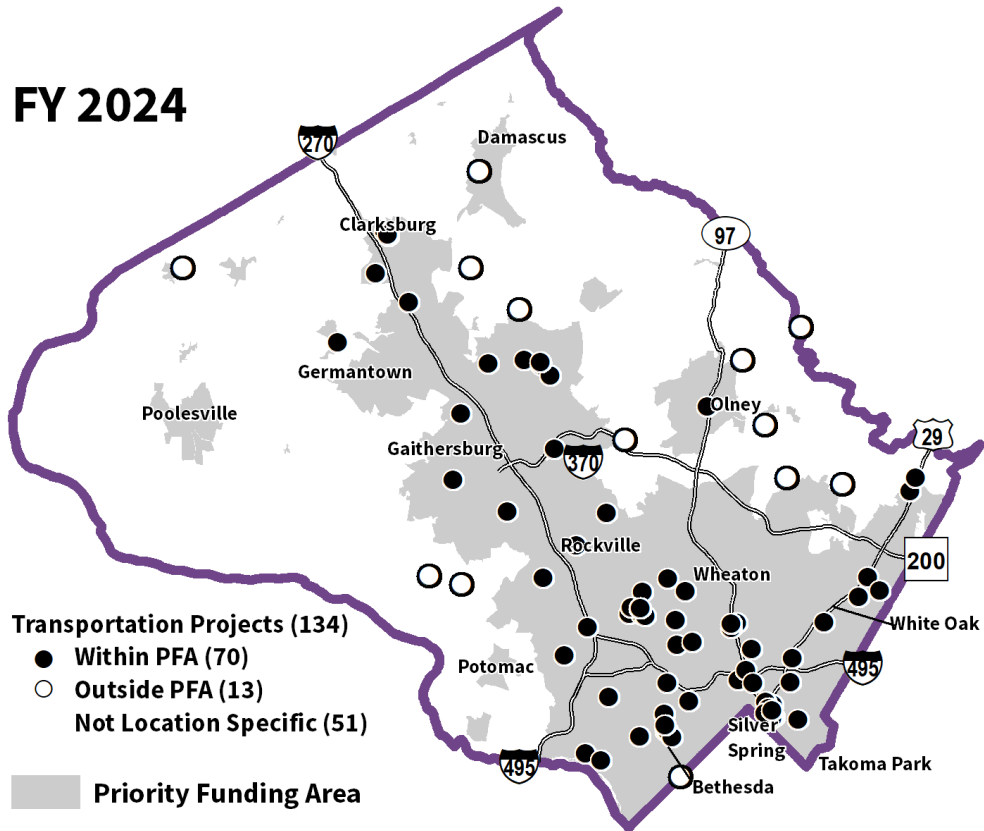 FY 2024
270
Damascus
Clarksburg
97
Germantown
Poolesville
Olney
29
Gaithersburg
370
Rockville
200
Wheaton
Transportation Projects (134)
Within PFA (70)
Outside PFA (13)
Not Location Specific (51)
White Oak
Potomac
495
Silver
Spring
495
Takoma Park
Bethesda
Priority Funding Area